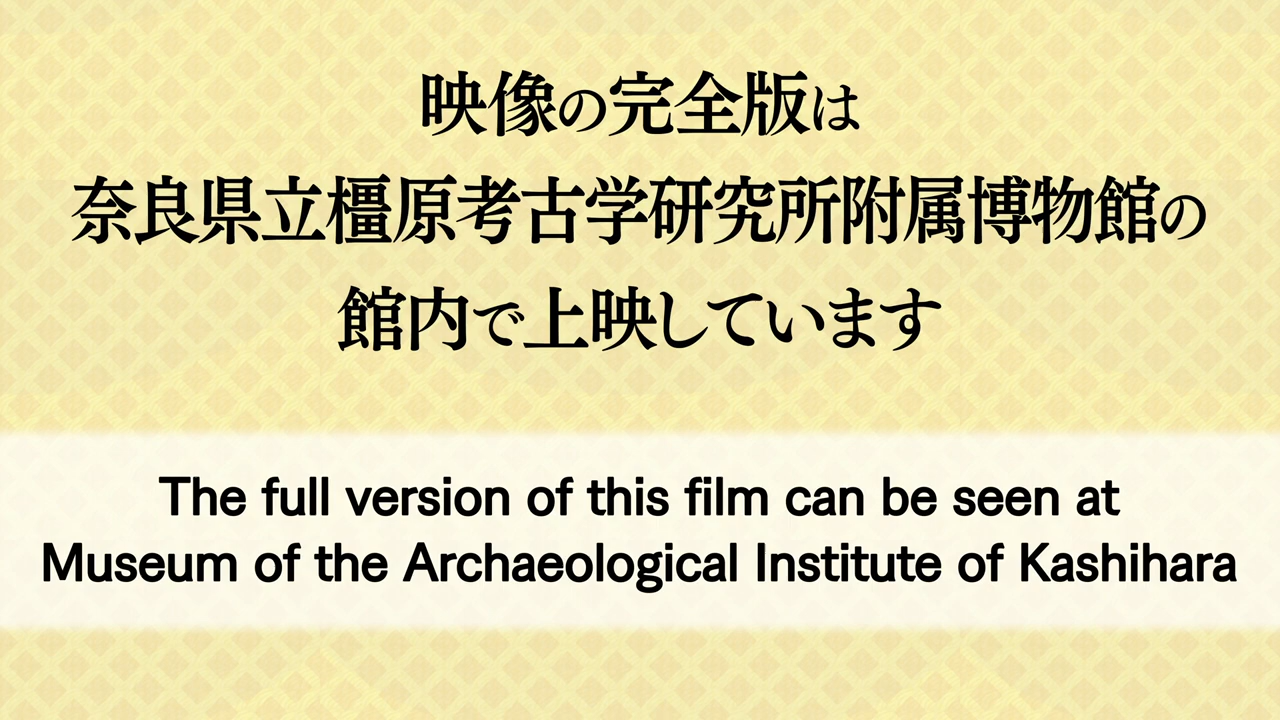 映像の完全版は
奈良県立橿原考古学研究所附属博物館の
館内で上映しています
The full version of this film can be seen at
Museum of the Archaeological Institute of Kashihara